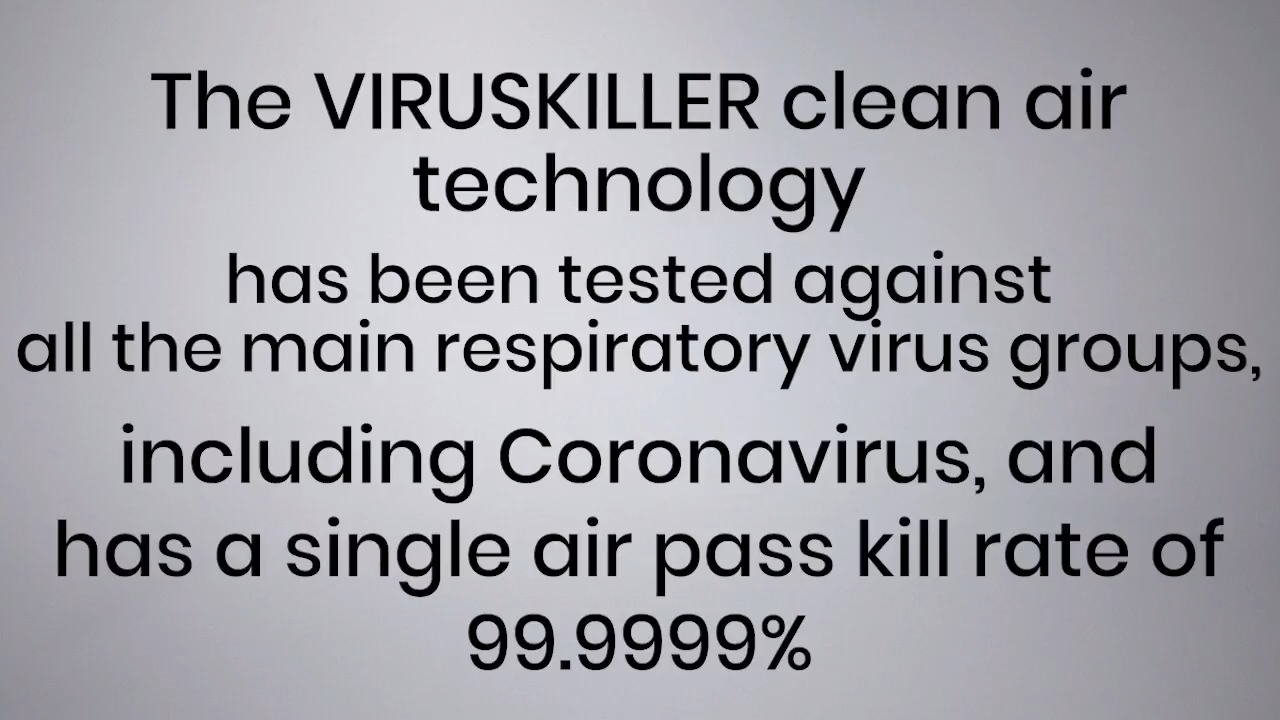 The VIRUSKILLER clean air
technology
has been tested against
all the main respiratory virus groups,
including Coronavirus, and
has a single air pass kill rate of
99.9999%